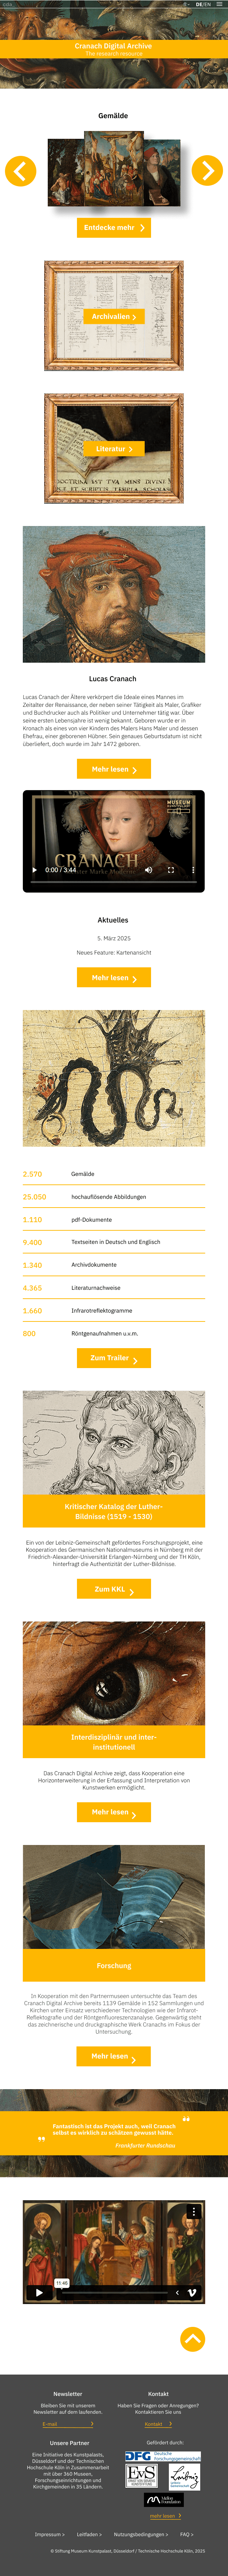 DE/EN
Cranach Digital Archive
The research resource
Gemälde
Entdecke mehr
Archivalien
Literatur
Lucas Cranach
Lucas Cranach der Ältere verkörpert die Ideale eines Mannes im
Zeitalter der Renaissance, der neben seiner Tätigkeit als Maler, Grafiker
und Buchdrucker auch als Politiker und Unternehmer tätig war. Über
seine ersten Lebensjahre ist wenig bekannt. Geboren wurde er in
Kronach als eines von vier Kindern des Malers Hans Maler und dessen
Ehefrau, einer geborenen Hübner. Sein genaues Geburtsdatum ist nicht
überliefert, doch wurde im Jahr 1472 geboren.
Mehr lesen
MUSEUM
KUNSTPALAST
CRANACH
0:00 / 3:44
Aktuelles
5. März 2025
Neues Feature: Kartenansicht
Mehr lesen
2.570 Gemälde
25.050 hochauflösende Abbildungen
1.110 pdf-Dokumente
9.400 Textseiten in Deutsch und Englisch
1.340 Archivdokumente
4.365 Literaturnachweise
1.660 Infrarotreflektogramme
800 Röntgenaufnahmen u.v.m.
Zum Trailer
Kritischer Katalog der Luther-
Bildnisse (1519 - 1530)
Ein von der Leibniz-Gemeinschaft gefördertes Forschungsprojekt, eine
Kooperation des Germanischen Nationalmuseums in Nürnberg mit der
Friedrich-Alexander-Universität Erlangen-Nürnberg und der TH Köln,
hinterfragt die Authentizität der Luther-Bildnisse.
Zum KKL
Interdisziplinär und inter-
institutionell
Das Cranach Digital Archive zeigt, dass Kooperation eine
Horizonterweiterung in der Erfassung und Interpretation von
Kunstwerken ermöglicht.
Mehr lesen
Forschung
In Kooperation mit den Partnermuseen untersuchte das Team des
Cranach Digital Archive bereits 1139 Gemälde in 152 Sammlungen und
Kirchen unter Einsatz verschiedener Technologien wie der Infrarot-
Reflektografie und der Röntgenfluoreszenzanalyse. Gegenwärtig steht
das zeichnerische und druckgraphische Werk Cranachs im Fokus der
Untersuchung.
Mehr lesen
Fantastisch ist das Projekt auch, weil Cranach
selbst es wirklich zu schätzen gewusst hätte.
Frankfurter Rundschau
11:40
Newsletter
Bleiben Sie mit unserem
Newsletter auf dem laufenden.
E-mail
Kontakt
Haben Sie Fragen oder Anregungen?
Kontaktieren Sie uns
Kontakt
Unsere Partner
Eine Initiative des Kunstpalasts,
Düsseldorf und der Technischen
Hochschule Köln in Zusammenarbeit
mit über 360 Museen,
Forschungseinrichtungen und
Kirchengemeinden in 35 Ländern.
Gefördert durch:
DFG Deutsche
Forschungsgemeinschaft
EvS
Leibniz
Mellon
Foundation
mehr lesen
Impressum > Leitfaden > Nutzungsbedingungen > FAQ >
© Stiftung Museum Kunstpalast, Düsseldorf / Technische Hochschule Köln, 2025